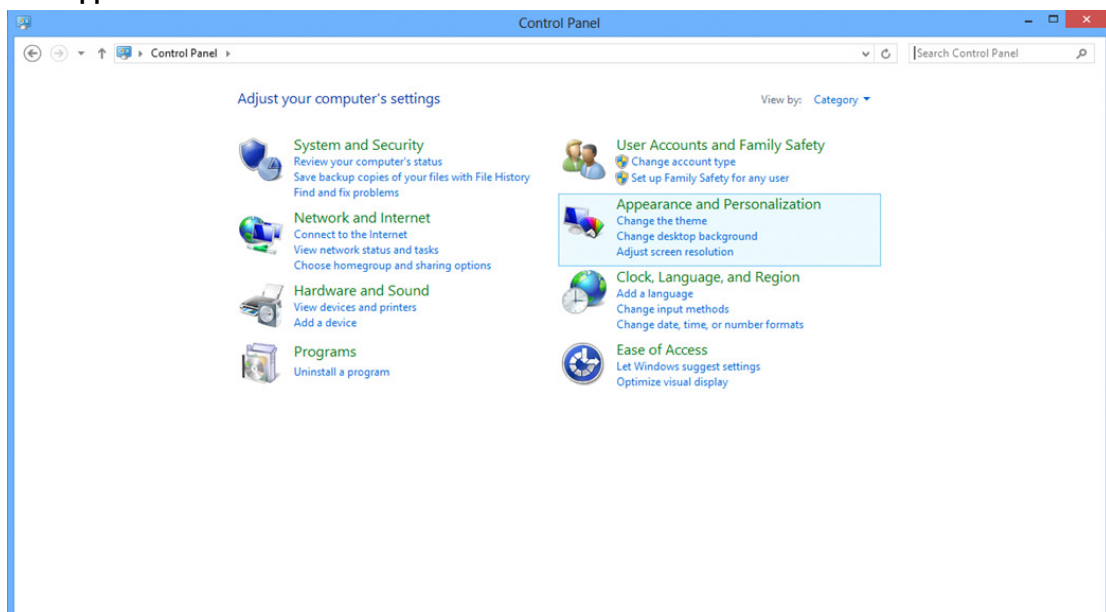 Control Panel
Control Panel
Search Control Panel
Adjust your computer's settings
View by: Category
System and Security
Review your computer's status
Save backup copies of your files with File History
Find and fix problems
Network and Internet
Connect to the Internet
View network status and tasks
Choose homegroup and sharing options
Hardware and Sound
View devices and printers
Add a device
Programs
Uninstall a program
User Accounts and Family Safety
Change account type
Set up Family Safety for any user
Appearance and Personalization
Change the theme
Change desktop background
Adjust screen resolution
Clock, Language, and Region
Add a language
Change input methods
Change date, time, or number formats
Ease of Access
Let Windows suggest settings
Optimize visual display